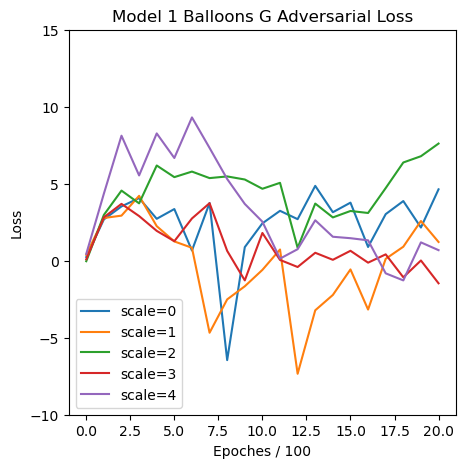 Model 1 Balloons G Adversarial Loss
15
10
5
0
−5
−10
Loss
scale=0
scale=1
scale=2
scale=3
scale=4
0.0 2.5 5.0 7.5 10.0 12.5 15.0 17.5 20.0
Epoches / 100